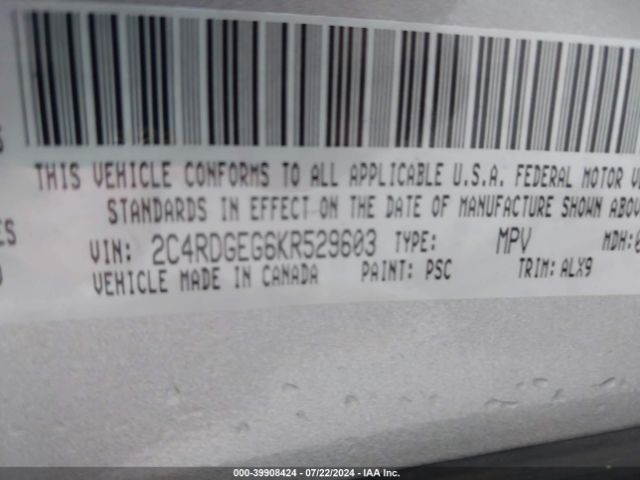 THIS VEHICLE CONFORMS TO ALL APPLICABLE U.S.A. FEDERAL MOTOR
STANDARDS IN EFFECT ON THE DATE OF MANUFACTURE SHOWN ABOV
ES VIN: 2C4RDGEG6KR529603 TYPE: MPV MDH:
VEHICLE MADE IN CANADA PAINT: PSC TRIM: ALX9
000-39908424 - 07/22/2024 - IAA Inc.